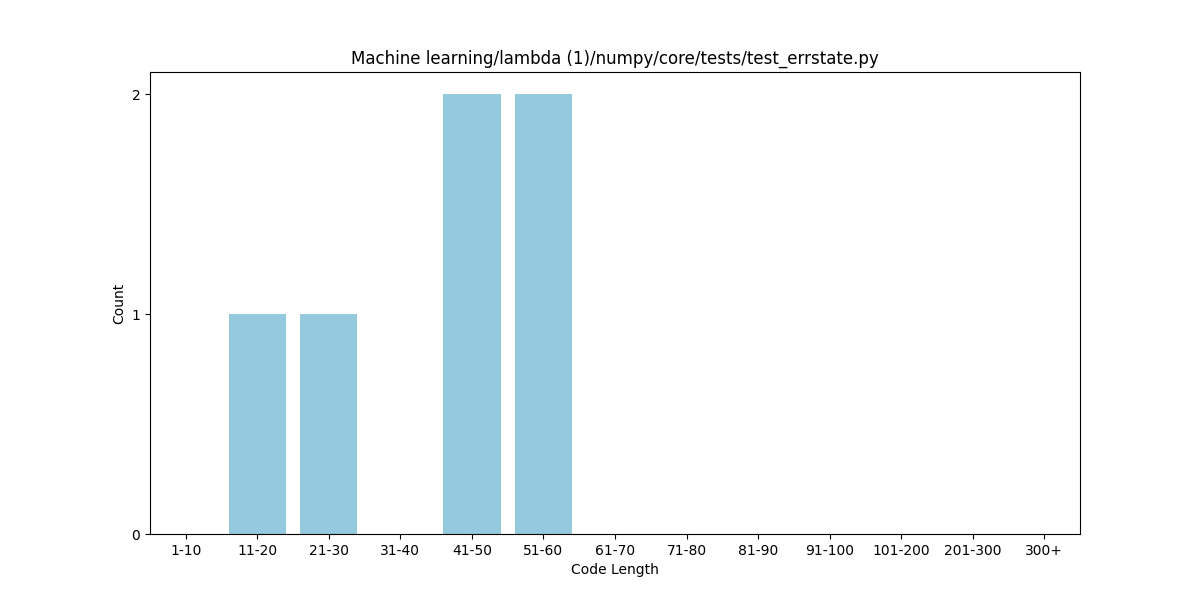 Machine learning/lambda (1)/numpy/core/tests/test_errstate.py
2
1
0
Count
1-10 11-20 21-30 31-40 41-50 51-60 61-70 71-80 81-90 91-100 101-200 201-300 300+
Code Length